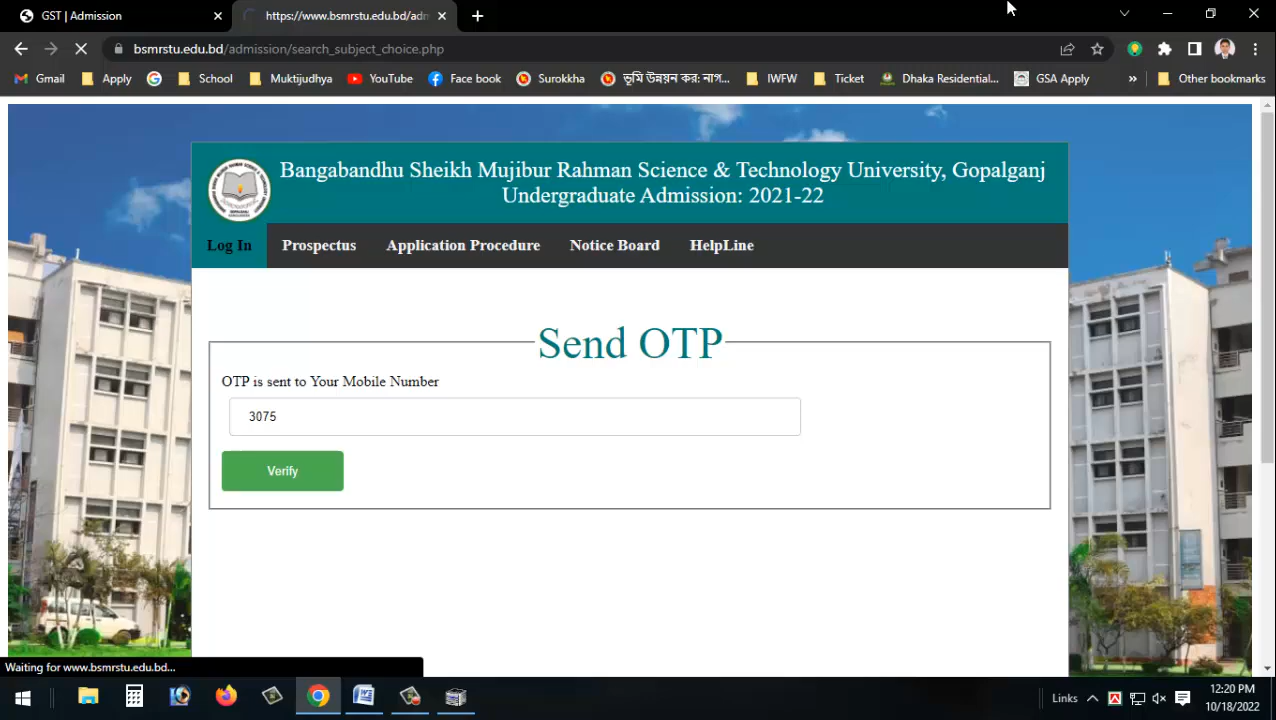 GST | Admission
https://www.bsmrstu.edu.bd/adm
bsmrstu.edu.bd/admission/search_subject_choice.php
Gmail Apply School Muktijudhya YouTube Face book Surokkha ভূমি উন্নয়ন কর: নাগ... IWFW Ticket Dhaka Residential... GSA Apply » Other bookmarks
Bangabandhu Sheikh Mujibur Rahman Science & Technology University, Gopalganj
Undergraduate Admission: 2021-22
Log In Prospectus Application Procedure Notice Board HelpLine
Send OTP
OTP is sent to Your Mobile Number
3075
Verify
Waiting for www.bsmrstu.edu.bd...
Links
12:20 PM
10/18/2022